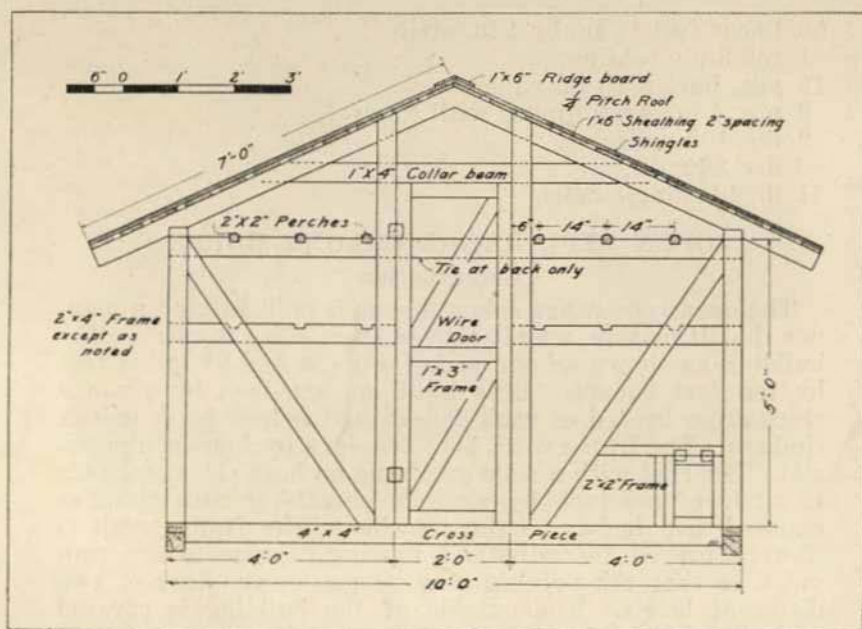 6" 0 1' 2' 3'
1"x6" Ridge board
1/4 Pitch Roof
1"x6" Sheathing 2" spacing
Shingles
7'-0"
1"x4" Collar beam
2"x2" Perches
6" 14" 14"
Tie at back only
2"x4" Frame
except as
noted
Wire
Door
1"x3"
Frame
5'-0"
2"x2" Frame
4"x4" Cross Piece
4'-0" 2'-0" 4'-0"
10'-0"